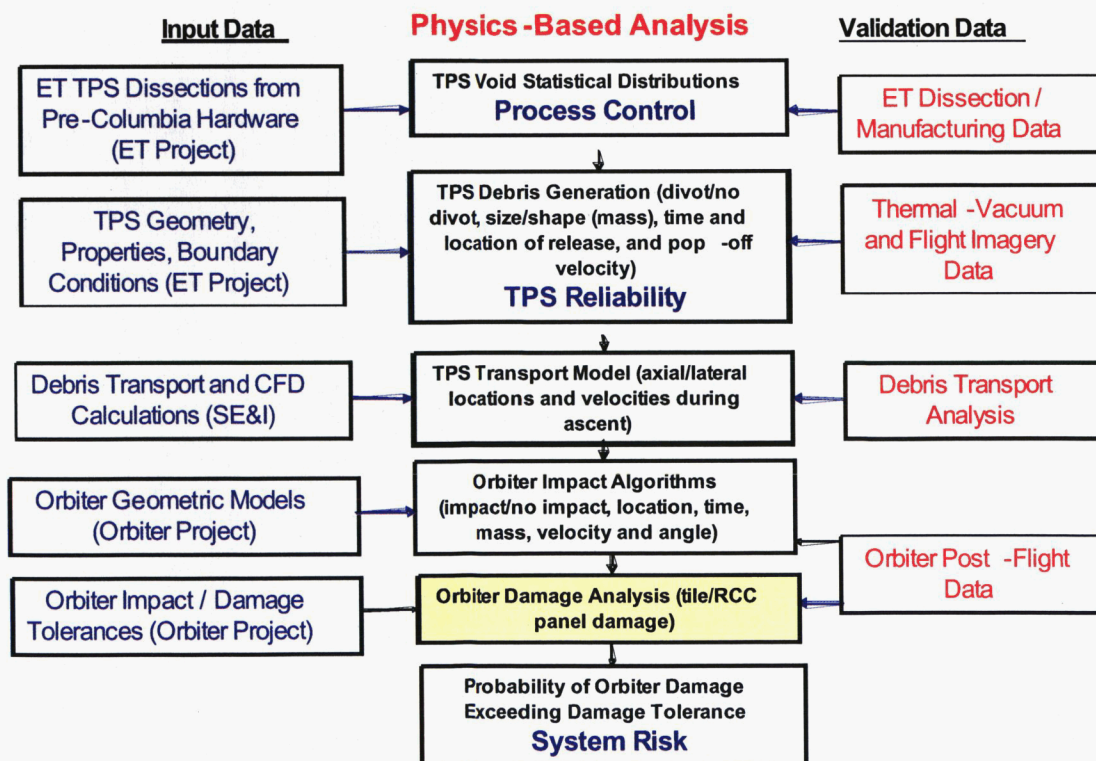 Input Data
Physics -Based Analysis
Validation Data
ET TPS Dissections from
Pre -Columbia Hardware
(ET Project)
TPS Void Statistical Distributions
Process Control
ET Dissection /
Manufacturing Data
TPS Geometry,
Properties, Boundary
Conditions (ET Project)
TPS Debris Generation (divot/no
divot, size/shape (mass), time and
location of release, and pop -off
velocity)
TPS Reliability
Thermal -Vacuum
and Flight Imagery
Data
Debris Transport and CFD
Calculations (SE&I)
TPS Transport Model (axial/lateral
locations and velocities during
ascent)
Debris Transport
Analysis
Orbiter Geometric Models
(Orbiter Project)
Orbiter Impact Algorithms
(impact/no impact, location, time,
mass, velocity and angle)
Orbiter Post -Flight
Data
Orbiter Impact / Damage
Tolerances (Orbiter Project)
Orbiter Damage Analysis (tile/RCC
panel damage)
Probability of Orbiter Damage
Exceeding Damage Tolerance
System Risk